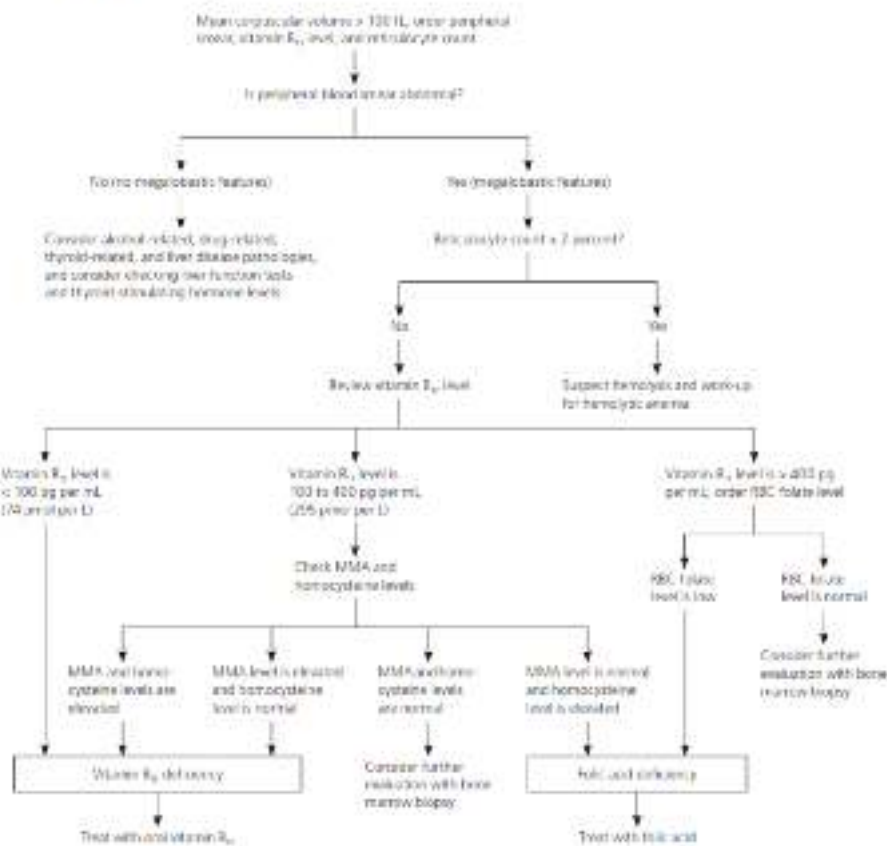 Mean corpuscular volume > 100 fL, order peripheral
smear, vitamin B₁₂ level, and reticulocyte count
Is peripheral blood smear abnormal?
No (no megalobastic features)
Yes (megalobastic features)
Consider alcohol-related, drug-related,
thyroid-related, and liver disease pathologies,
and consider checking liver function tests
and thyroid-stimulating hormone levels
Reticulocyte count 2 percent?
No
Yes
Review vitamin B₁₂ level
Suspect hemolysis and work-up
for hemolytic anemia
Vitamin B₁₂ level is
< 100 pg per mL
(74 pmol per L)
Vitamin B₁₂ level is
100 to 400 pg per mL
(295 pmol per L)
Vitamin B₁₂ level is > 400 pg
per mL, order RBC folate level
Check MMA and
homocysteine levels
RBC folate
level is low
RBC folate
level is normal
MMA and homo-
cysteine levels are
elevated
MMA level is elevated
and homocysteine
level is normal
MMA and homo-
cysteine levels
are normal
MMA level is normal
and homocysteine
level is elevated
Consider further
evaluation with bone
marrow biopsy
Vitamin B₁₂ deficiency
Consider further
evaluation with bone
marrow biopsy
Folic acid deficiency
Treat with oral vitamin B₁₂
Treat with folic acid